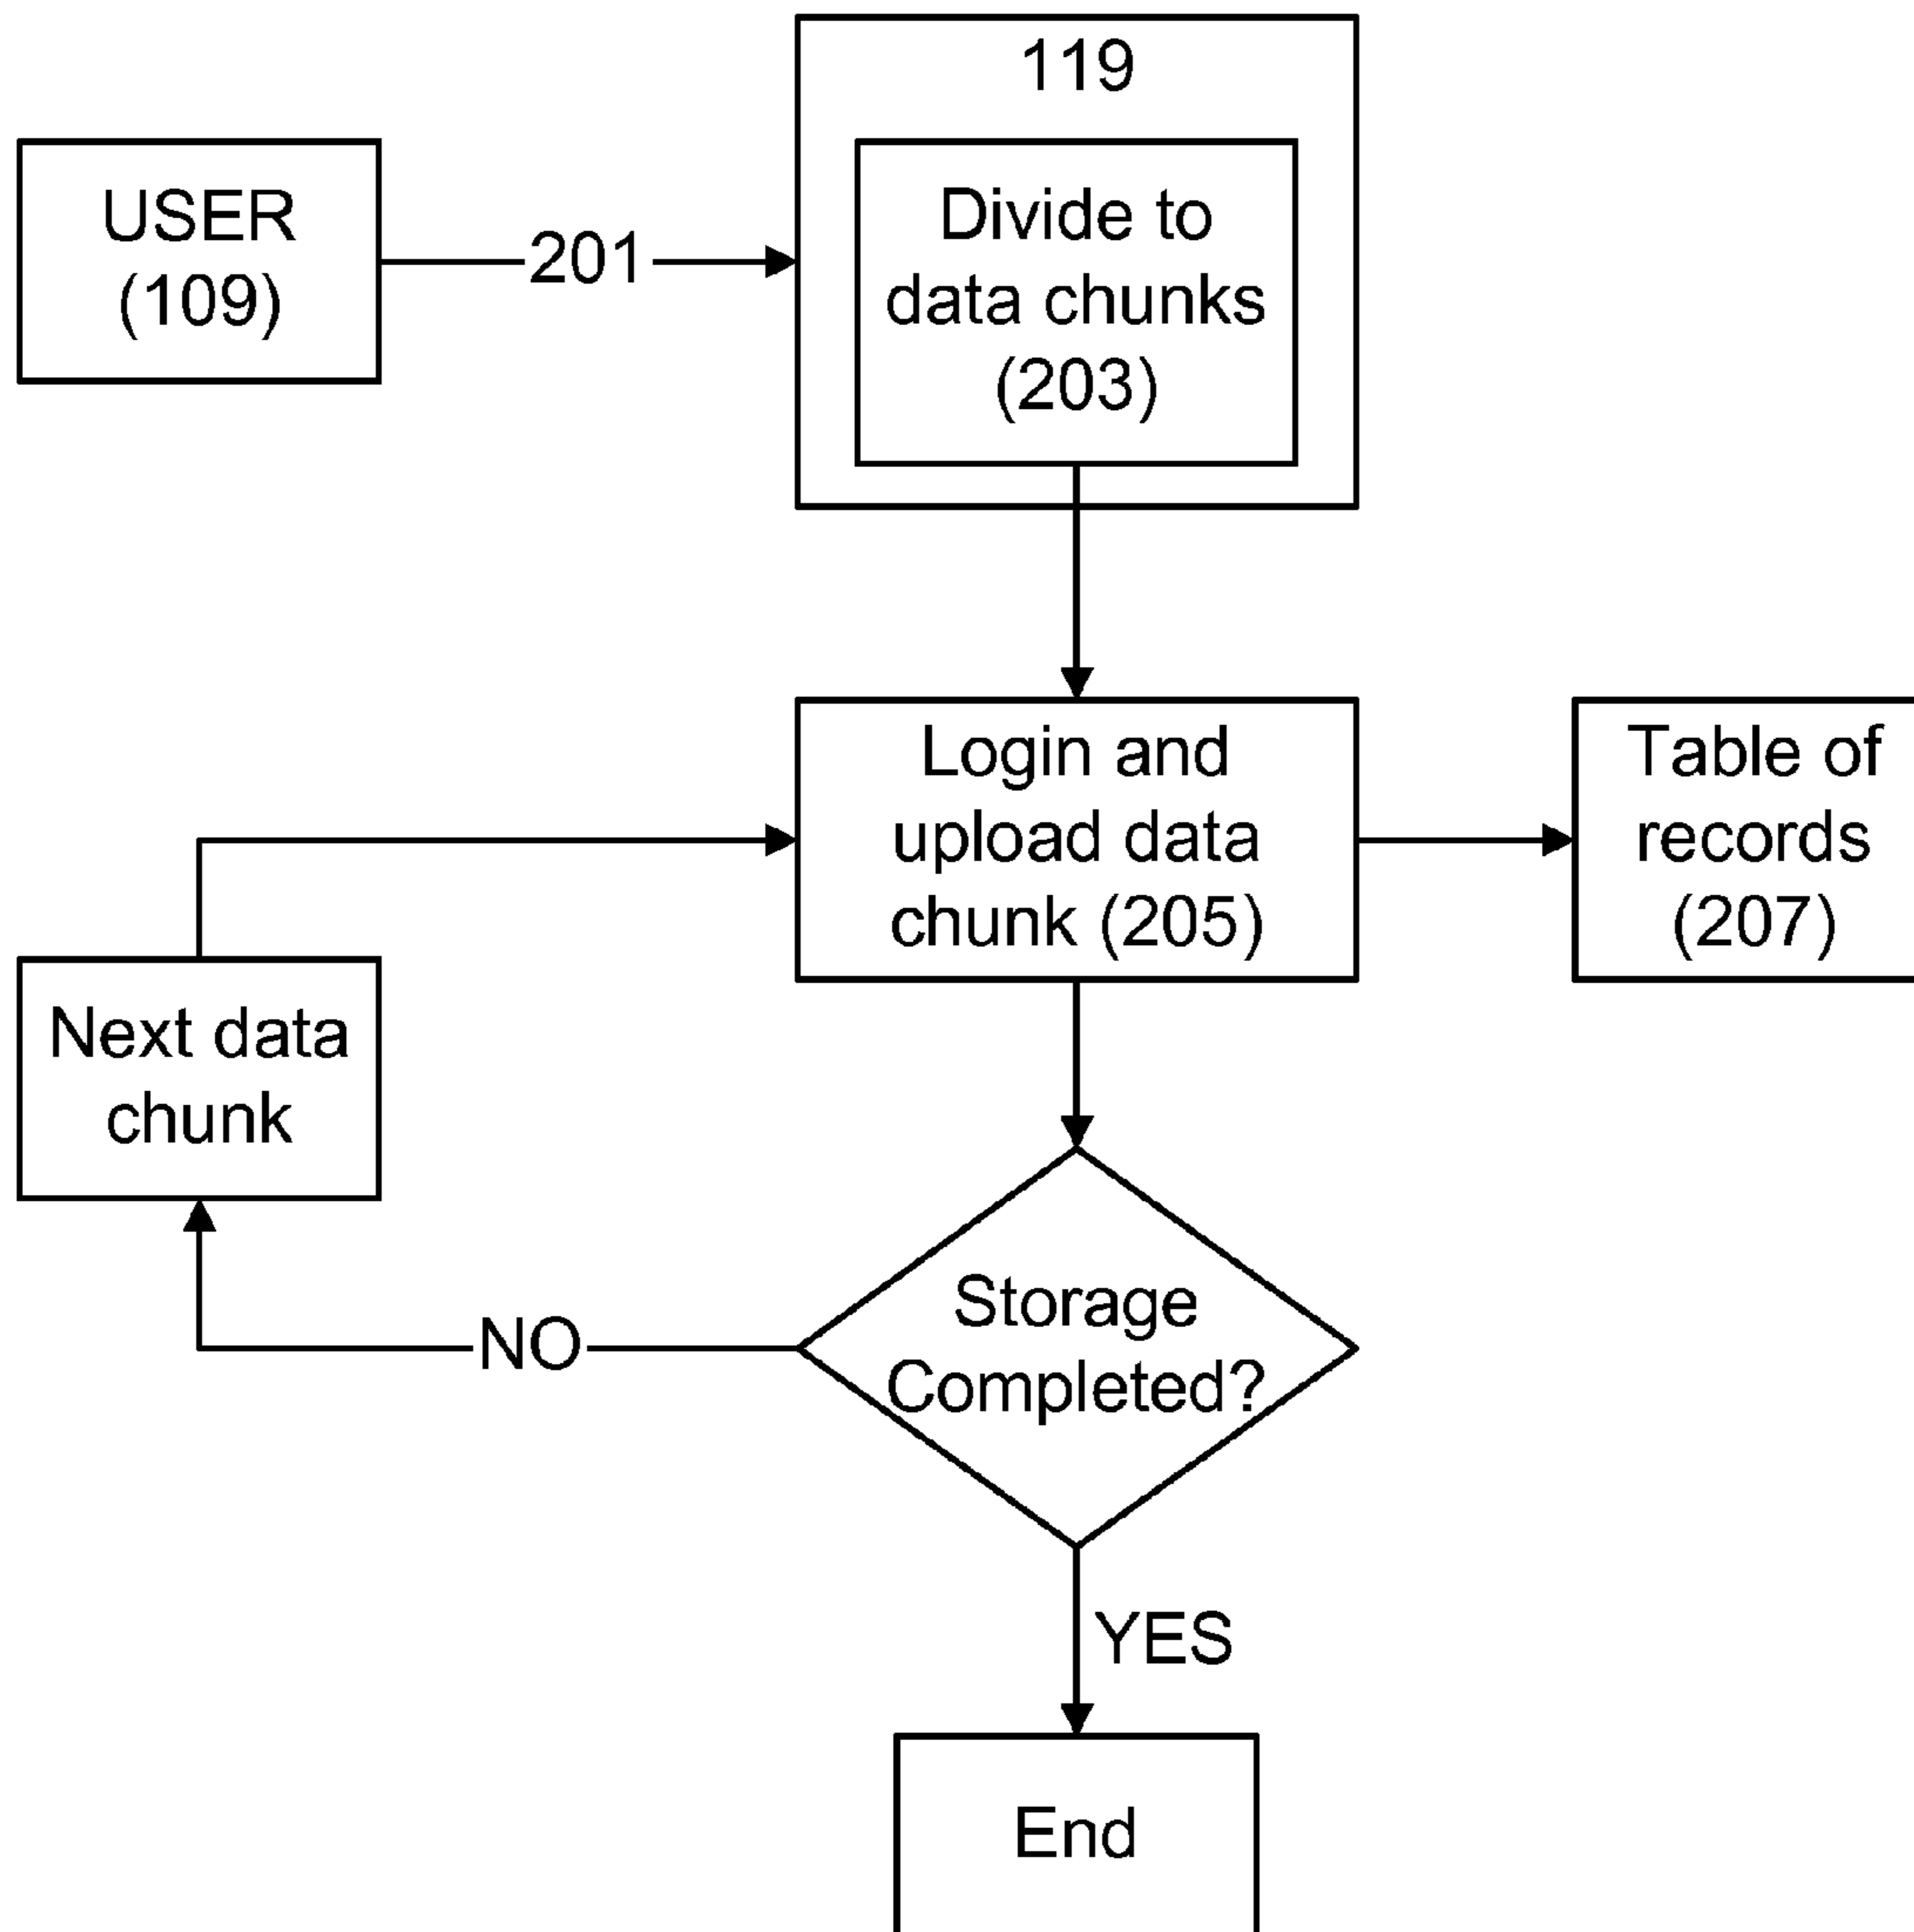 119
USER
(109)
201
Divide to
data chunks
(203)
Login and
upload data
chunk (205)
Table of
records
(207)
Next data
chunk
Storage
Completed?
NO
YES
End